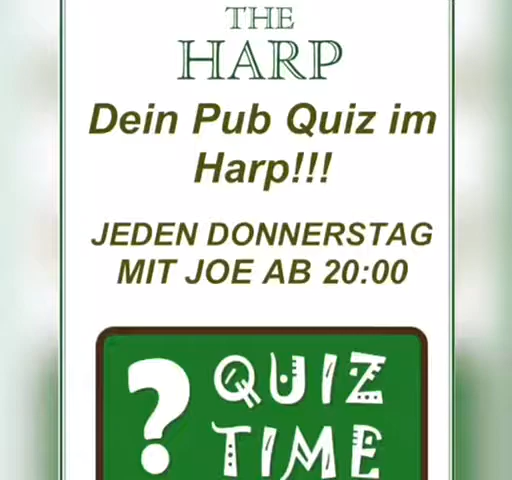 THE
HARP
Dein Pub Quiz im
Harp!!!
JEDEN DONNERSTAG
MIT JOE AB 20:00
? QUIZ
TIME